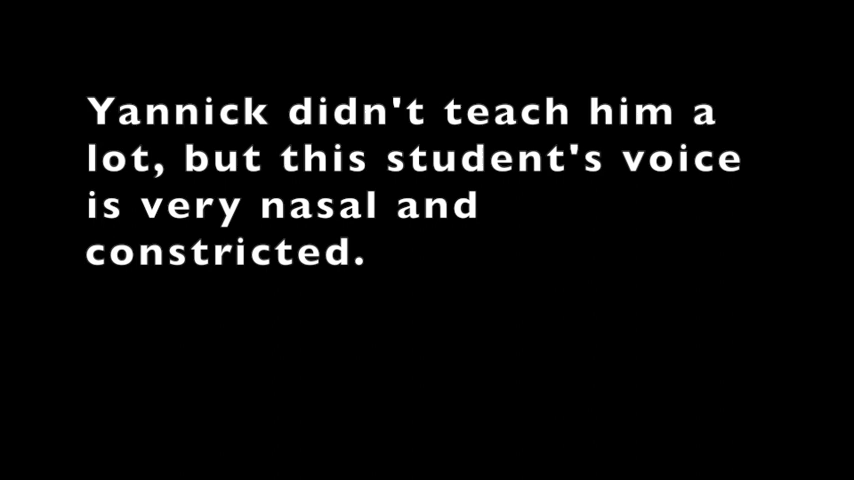 Yannick didn't teach him a
lot, but this student's voice
is very nasal and
constricted.